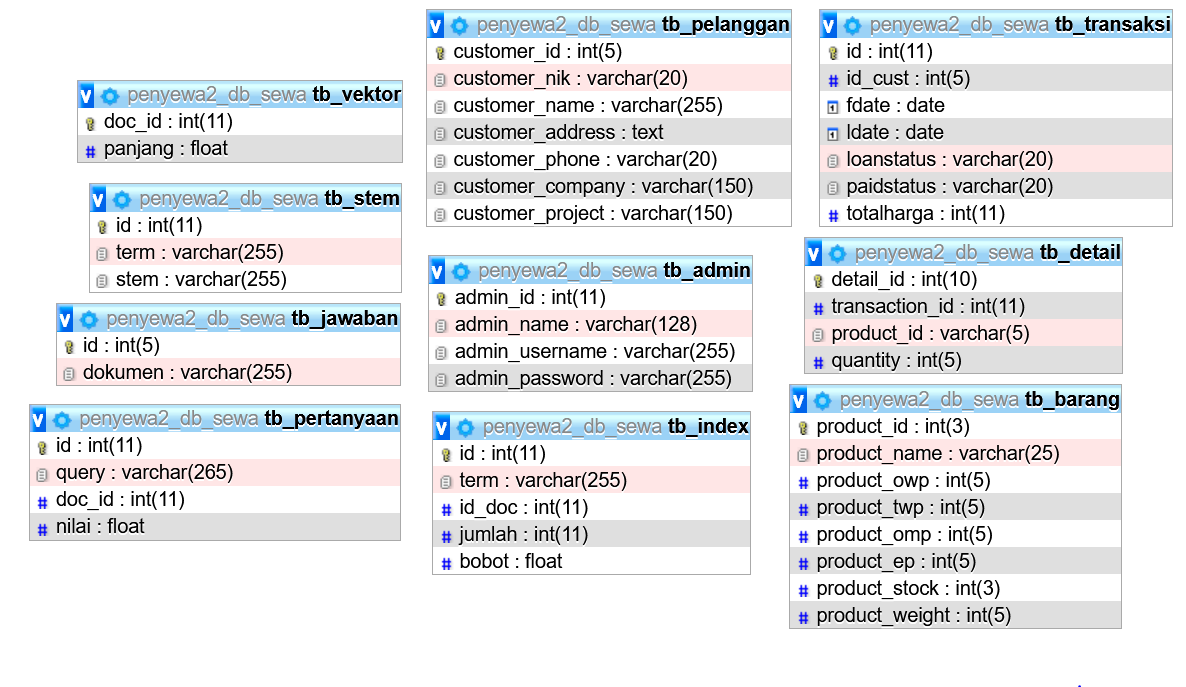 penyewa2_db_sewa tb_vektor
doc_id : int(11)
panjang : float
penyewa2_db_sewa tb_stem
id : int(11)
term : varchar(255)
stem : varchar(255)
penyewa2_db_sewa tb_jawaban
id : int(5)
dokumen : varchar(255)
penyewa2_db_sewa tb_pertanyaan
id : int(11)
query : varchar(265)
doc_id : int(11)
nilai : float
penyewa2_db_sewa tb_pelanggan
customer_id : int(5)
customer_nik : varchar(20)
customer_name : varchar(255)
customer_address : text
customer_phone : varchar(20)
customer_company : varchar(150)
customer_project : varchar(150)
penyewa2_db_sewa tb_admin
admin_id : int(11)
admin_name : varchar(128)
admin_username : varchar(255)
admin_password : varchar(255)
penyewa2_db_sewa tb_index
id : int(11)
term : varchar(255)
id_doc : int(11)
jumlah : int(11)
bobot : float
penyewa2_db_sewa tb_transaksi
id : int(11)
id_cust : int(5)
fdate : date
ldate : date
loanstatus : varchar(20)
paidstatus : varchar(20)
totalharga : int(11)
penyewa2_db_sewa tb_detail
detail_id : int(10)
transaction_id : int(11)
product_id : varchar(5)
quantity : int(5)
penyewa2_db_sewa tb_barang
product_id : int(3)
product_name : varchar(25)
product_owp : int(5)
product_twp : int(5)
product_omp : int(5)
product_ep : int(5)
product_stock : int(3)
product_weight : int(5)